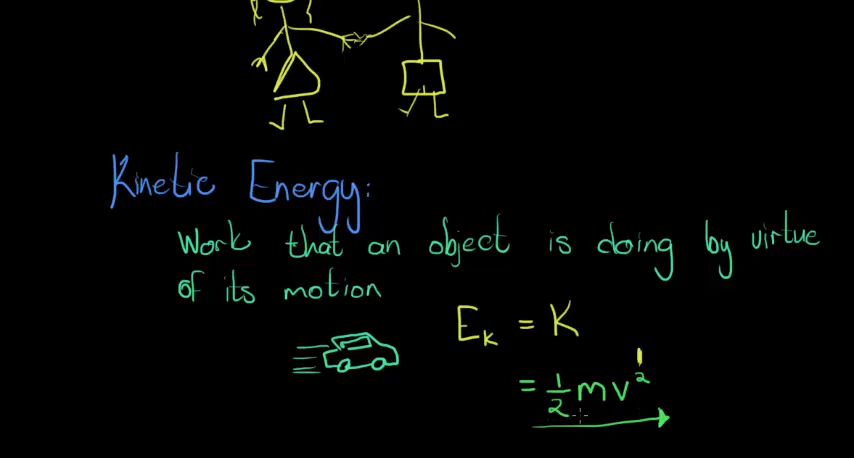 Kinetic Energy:
Work that an object is doing by virtue
of its motion
E_K = K
= 1/2 mv²